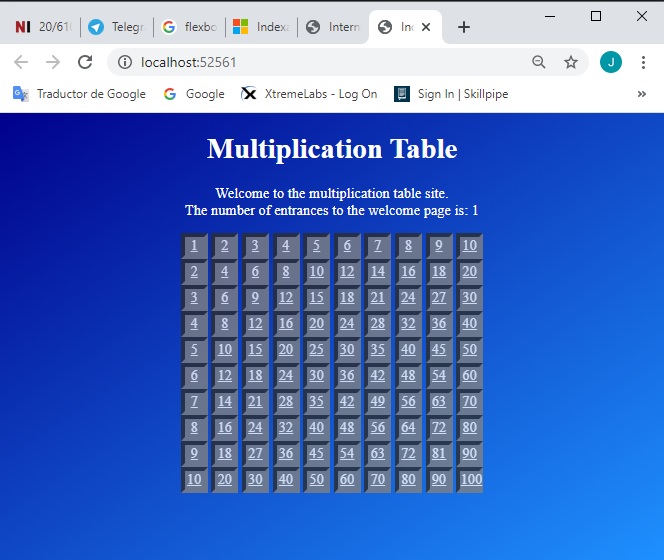 20/61 Telegr flexbo Indexa Intern In
localhost:52561 J
Traductor de Google Google XtremeLabs - Log On Sign In | Skillpipe »
Multiplication Table
Welcome to the multiplication table site.
The number of entrances to the welcome page is: 1
1 2 3 4 5 6 7 8 9 10
2 4 6 8 10 12 14 16 18 20
3 6 9 12 15 18 21 24 27 30
4 8 12 16 20 24 28 32 36 40
5 10 15 20 25 30 35 40 45 50
6 12 18 24 30 36 42 48 54 60
7 14 21 28 35 42 49 56 63 70
8 16 24 32 40 48 56 64 72 80
9 18 27 36 45 54 63 72 81 90
10 20 30 40 50 60 70 80 90 100